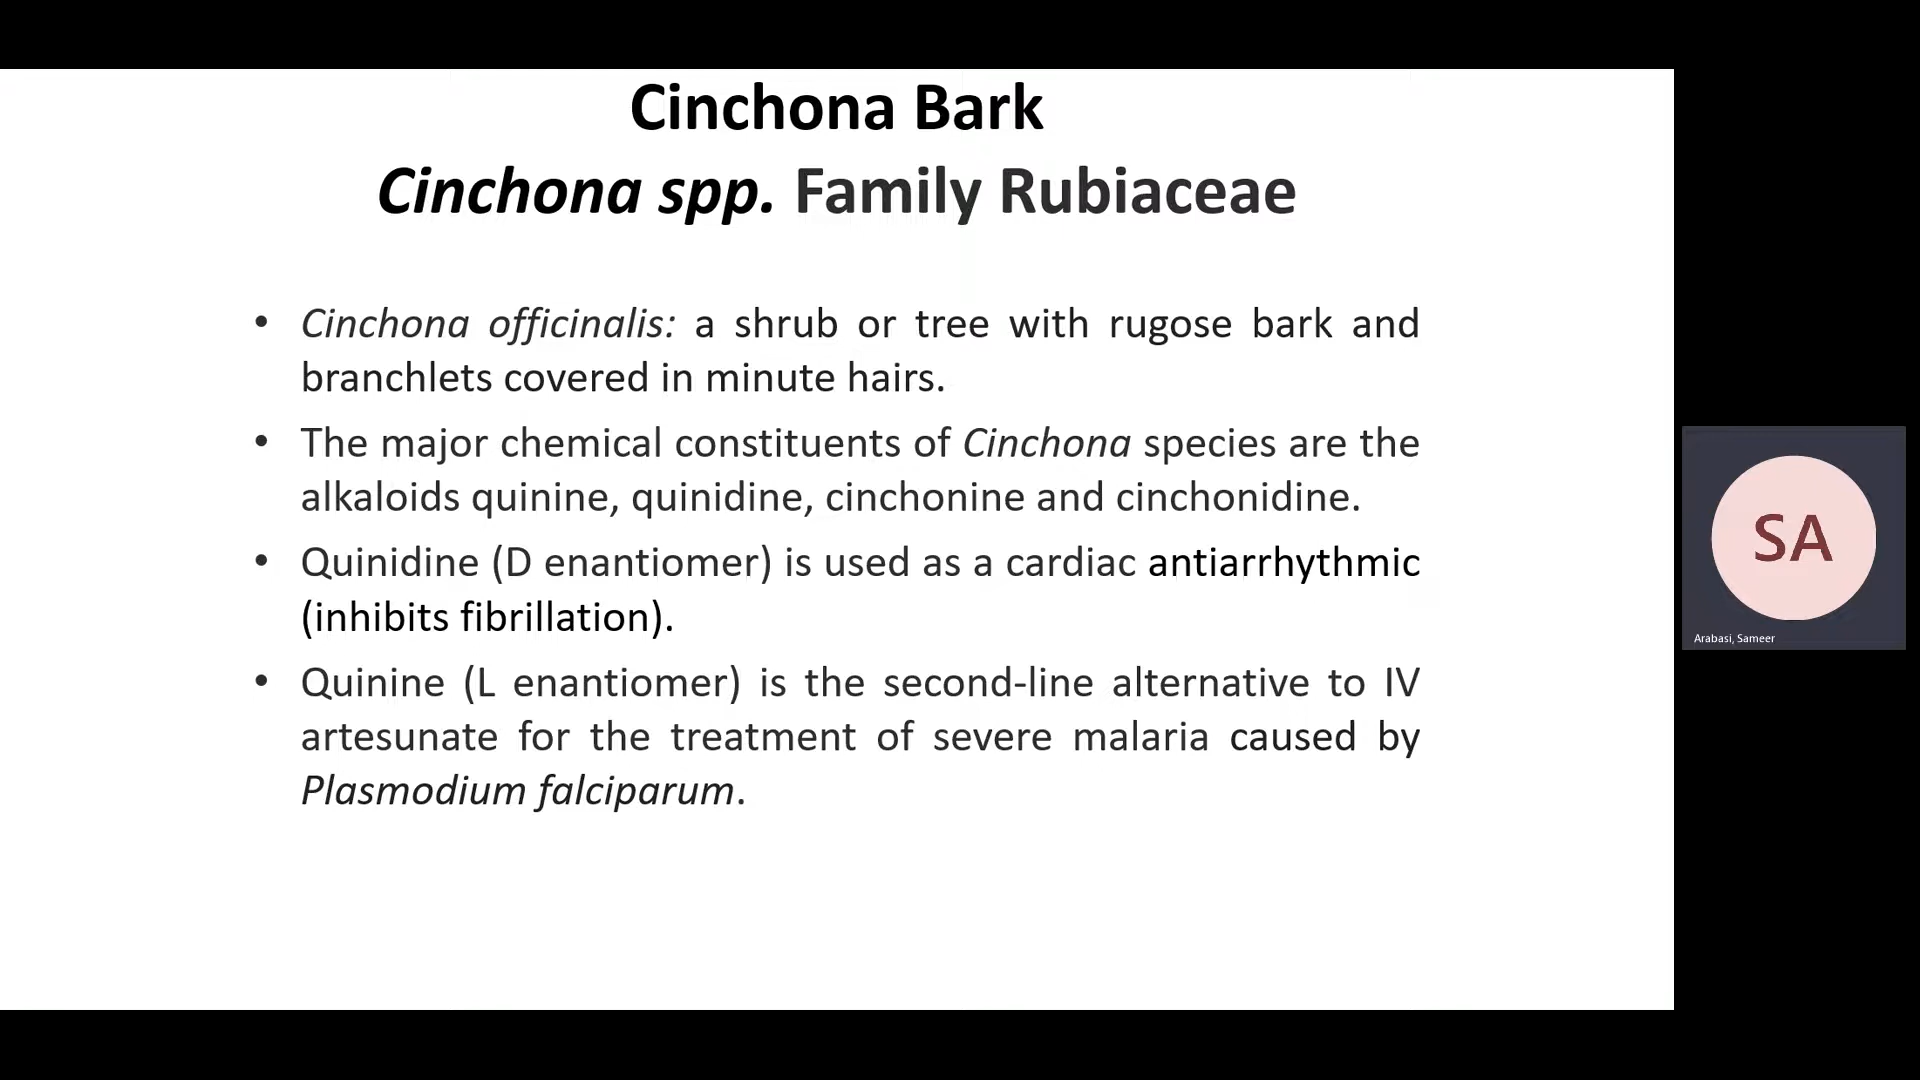 Cinchona Bark
Cinchona spp. Family Rubiaceae
• Cinchona officinalis: a shrub or tree with rugose bark and
branchlets covered in minute hairs.
• The major chemical constituents of Cinchona species are the
alkaloids quinine, quinidine, cinchonine and cinchonidine.
• Quinidine (D enantiomer) is used as a cardiac antiarrhythmic
(inhibits fibrillation).
• Quinine (L enantiomer) is the second-line alternative to IV
artesunate for the treatment of severe malaria caused by
Plasmodium falciparum.
SA
Arabasi, Sameer